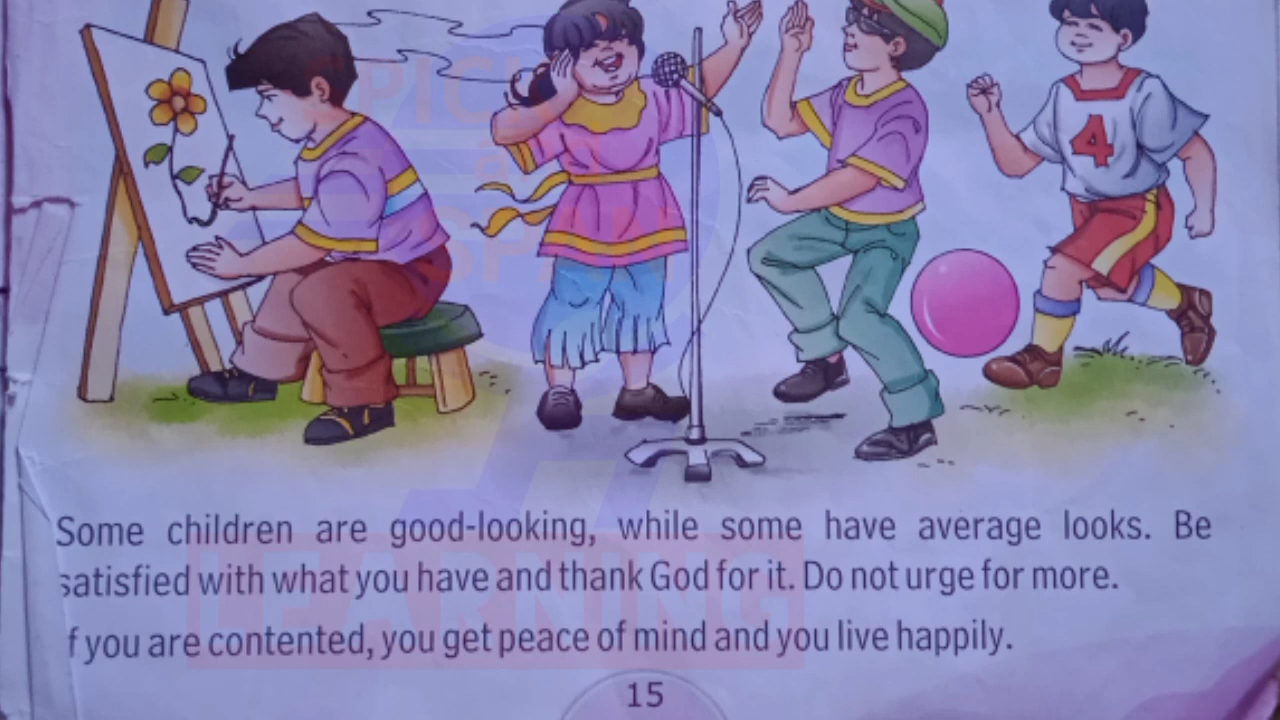 4
Some children are good-looking, while some have average looks. Be
satisfied with what you have and thank God for it. Do not urge for more.
f you are contented, you get peace of mind and you live happily.
15
LEARNING